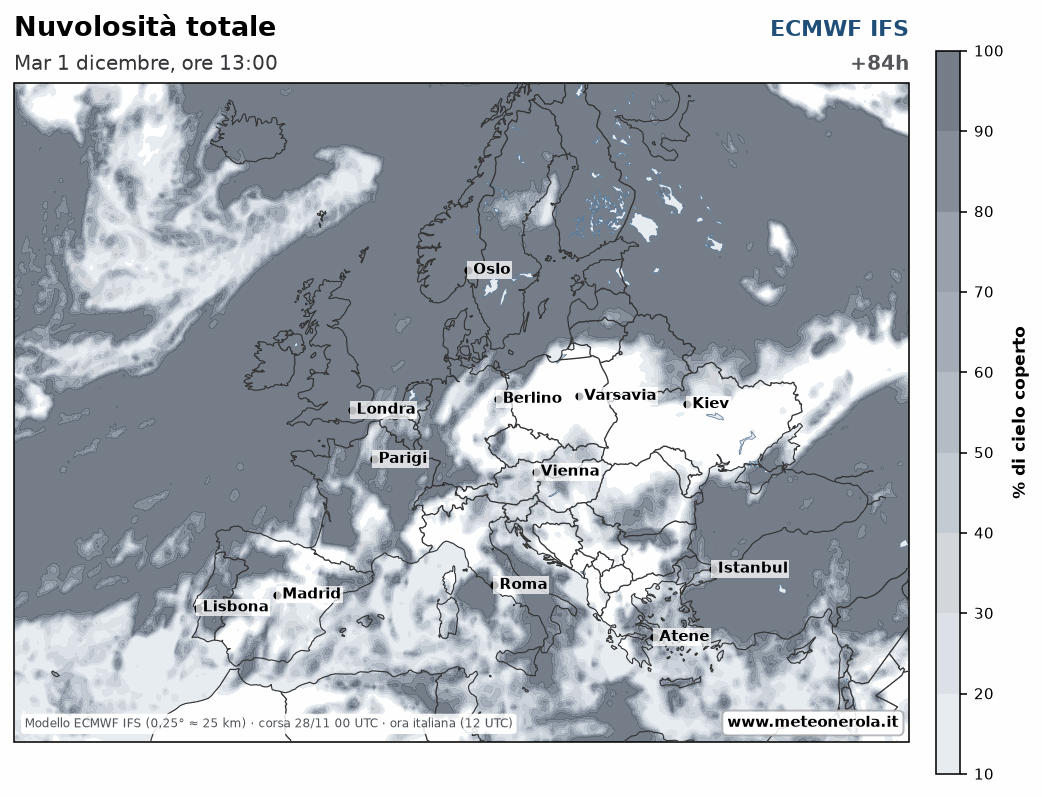 Nuvolosità totale
ECMWF IFS
Mar 1 dicembre, ore 13:00
+84h
100
90
80
70
60
50
40
30
20
10
% di cielo coperto
Oslo
Londra
Berlino
Varsavia
Kiev
Parigi
Vienna
Istanbul
Madrid
Roma
Lisbona
Atene
Modello ECMWF IFS (0,25° ≈ 25 km) · corsa 28/11 00 UTC · ora italiana (12 UTC)
www.meteonerola.it